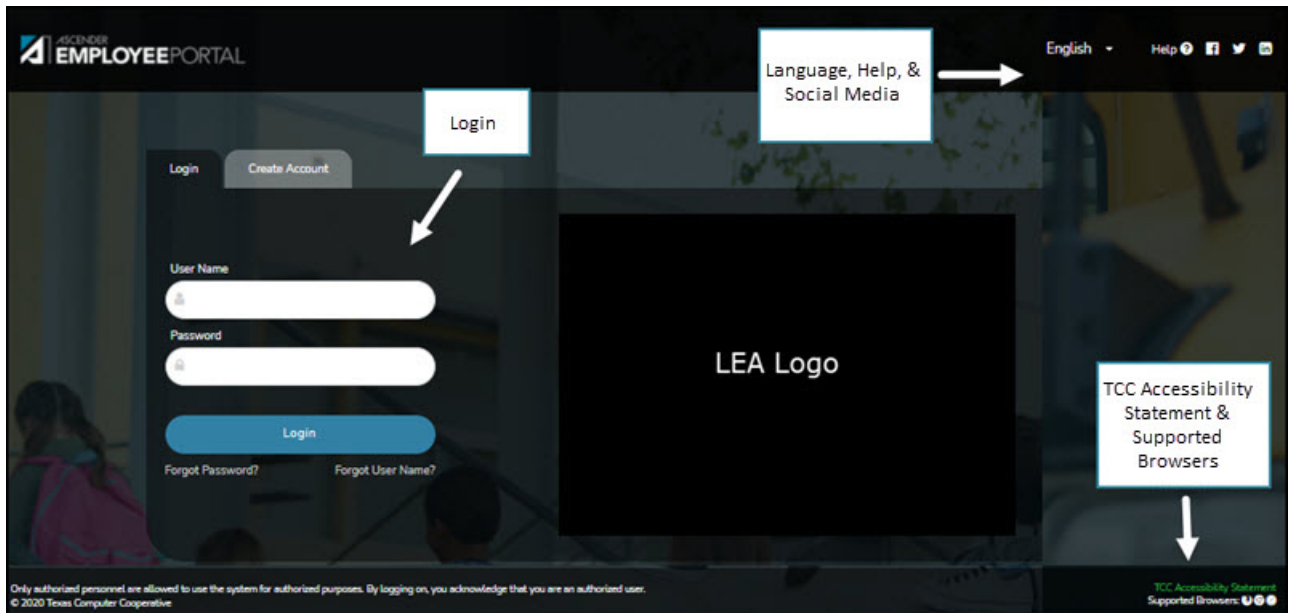 ASCENDER
EMPLOYEEPORTAL
Language, Help, &
Social Media
English
Help
Login
Login
Create Account
User Name
Password
LEA Logo
Login
Forgot Password?
Forgot User Name?
TCC Accessibility
Statement &
Supported
Browsers
Only authorized personnel are allowed to use the system for authorized purposes. By logging on, you acknowledge that you are an authorized user.
© 2020 Texas Computer Cooperative
TCC Accessibility Statement
Supported Browsers: